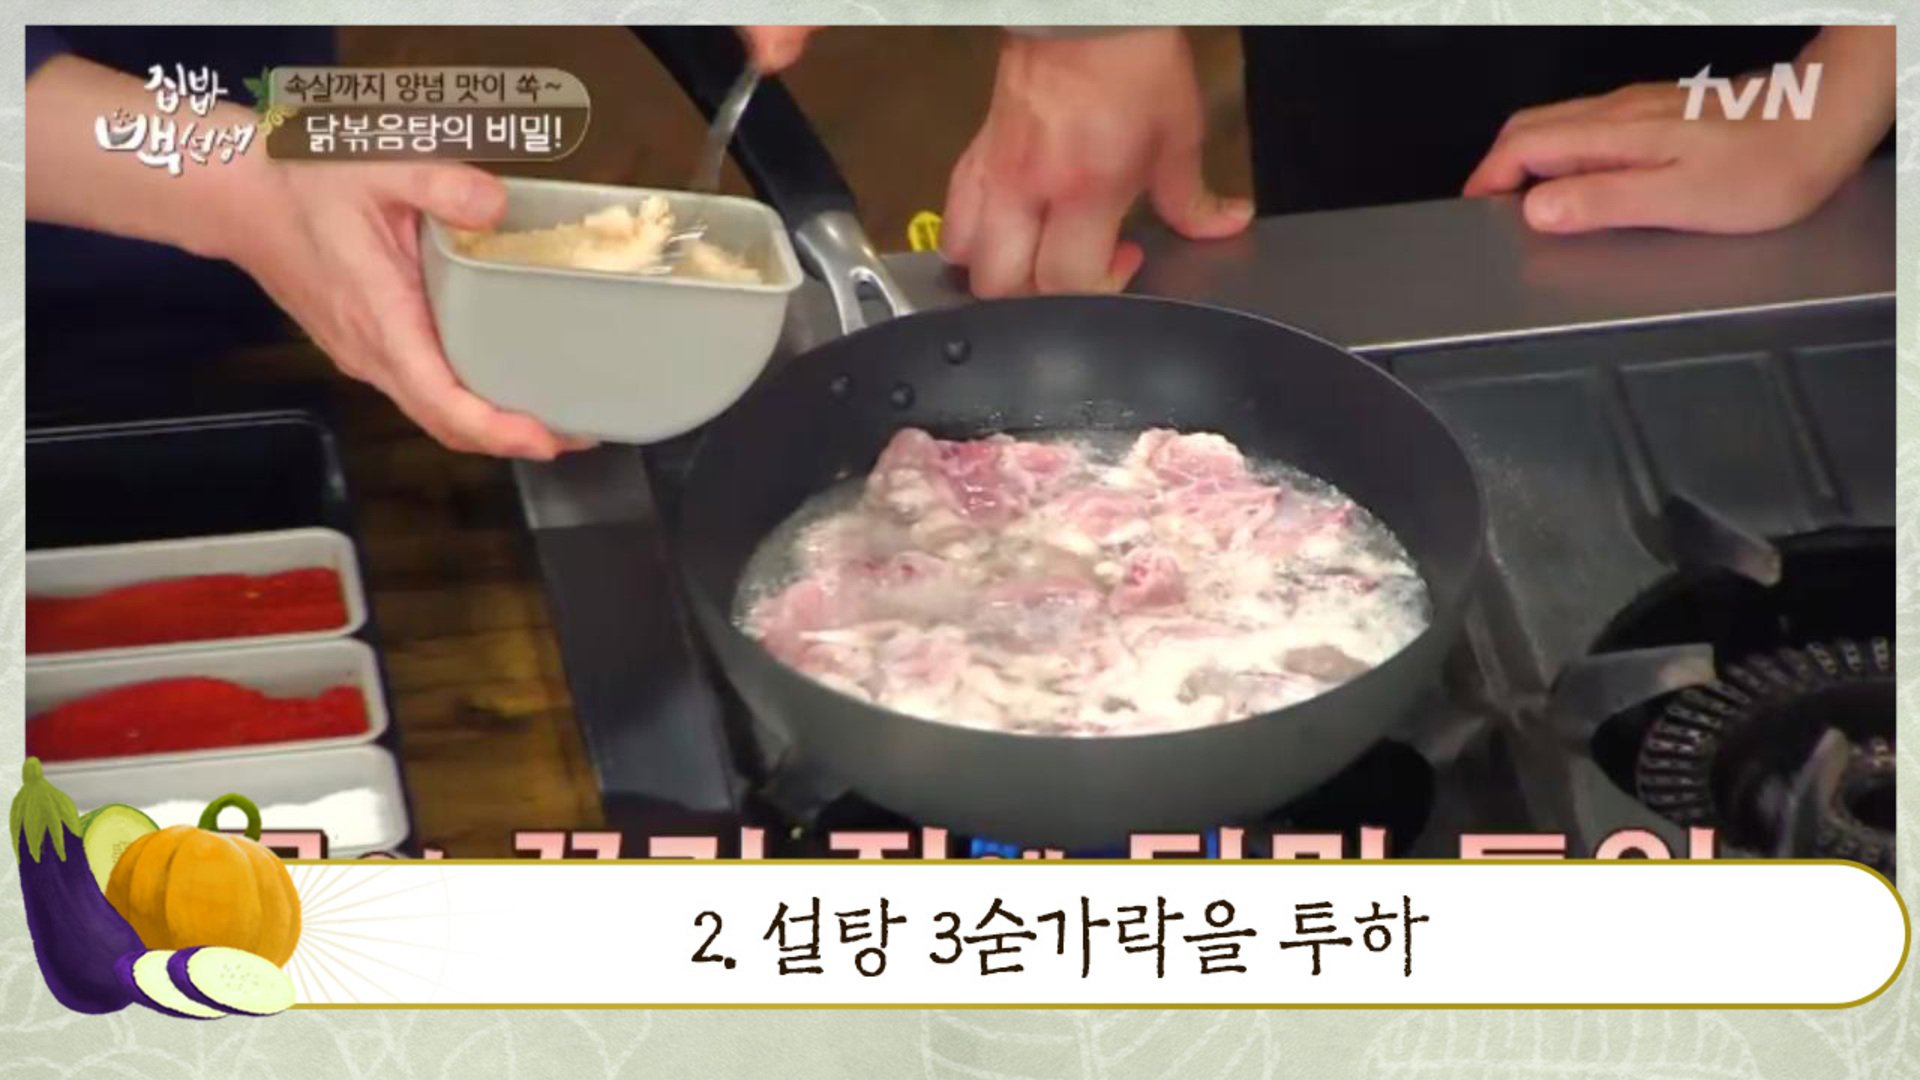 집밥
백선생
속살까지 양념 맛이 쏙~
닭볶음탕의 비밀!
tvN
2. 설탕 3숟가락을 투하